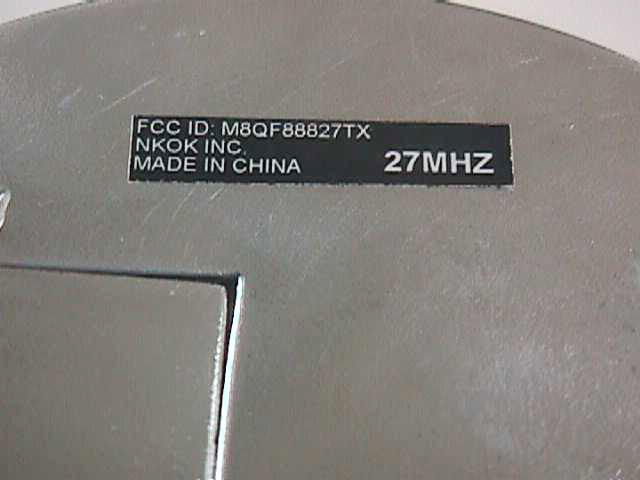 FCC ID: M8QF88827TX
NKOK INC.
MADE IN CHINA 27MHZ